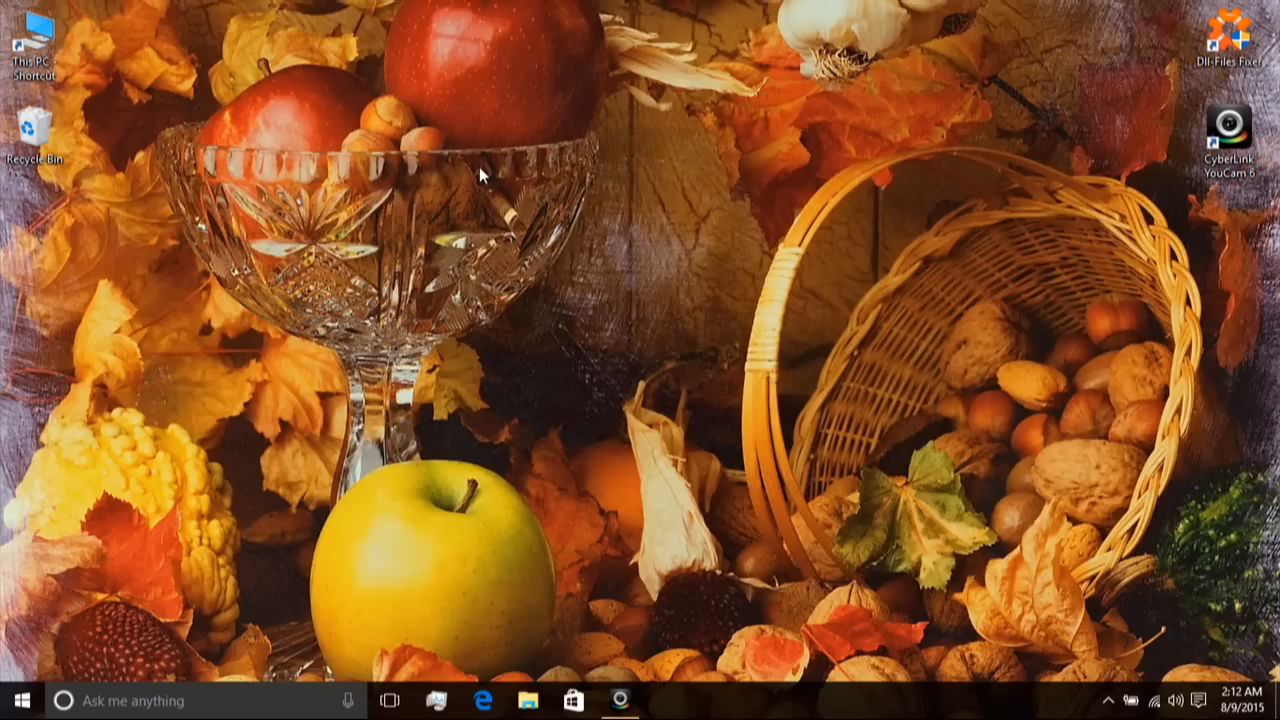 This PC -
Shortcut
Recycle Bin
Dll-Files Fixer
CyberLink
YouCam 6
Ask me anything
2:12 AM
8/9/2015